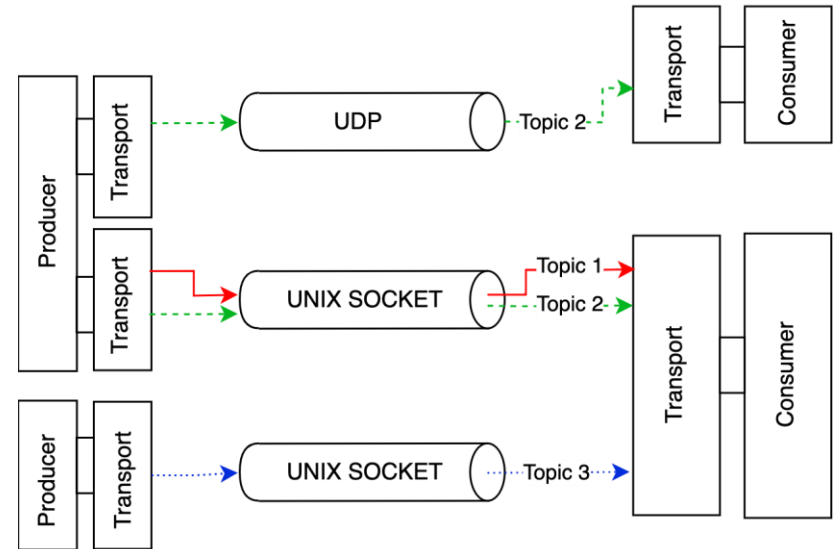 Producer
Transport
UDP
Topic 2
Transport
Consumer
Transport
UNIX SOCKET
Topic 1
Topic 2
Transport
Consumer
Producer
Transport
UNIX SOCKET
Topic 3